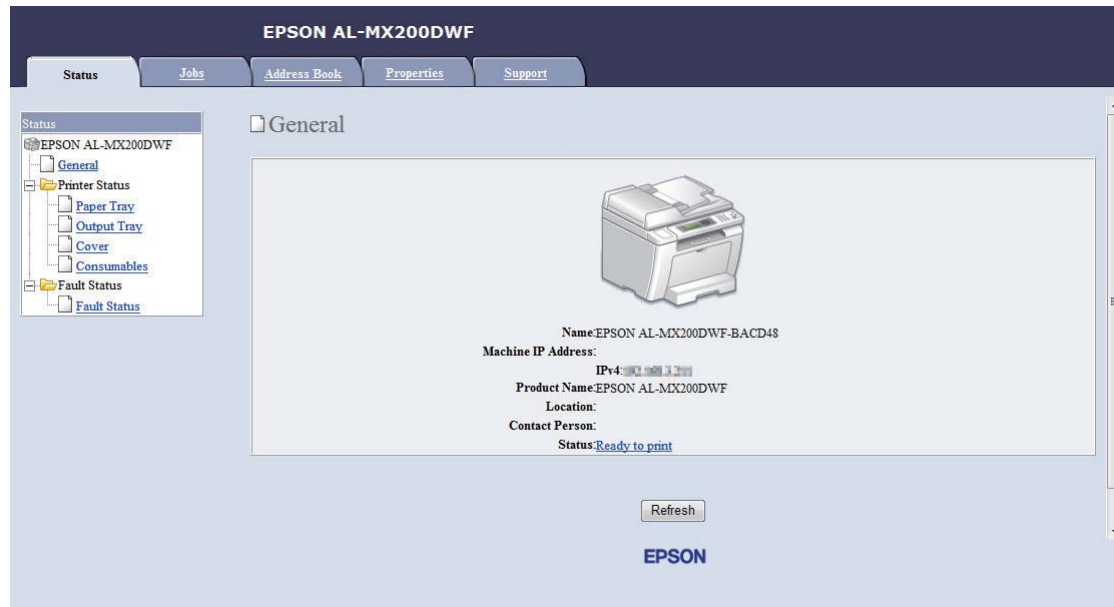 EPSON AL-MX200DWF
Status
Jobs
Address Book
Properties
Support
Status
EPSON AL-MX200DWF
General
Printer Status
Paper Tray
Output Tray
Cover
Consumables
Fault Status
Fault Status
General
Name:EPSON AL-MX200DWF-BACD48
Machine IP Address:
IPv4:
Product Name:EPSON AL-MX200DWF
Location:
Contact Person:
Status:Ready to print
Refresh
EPSON